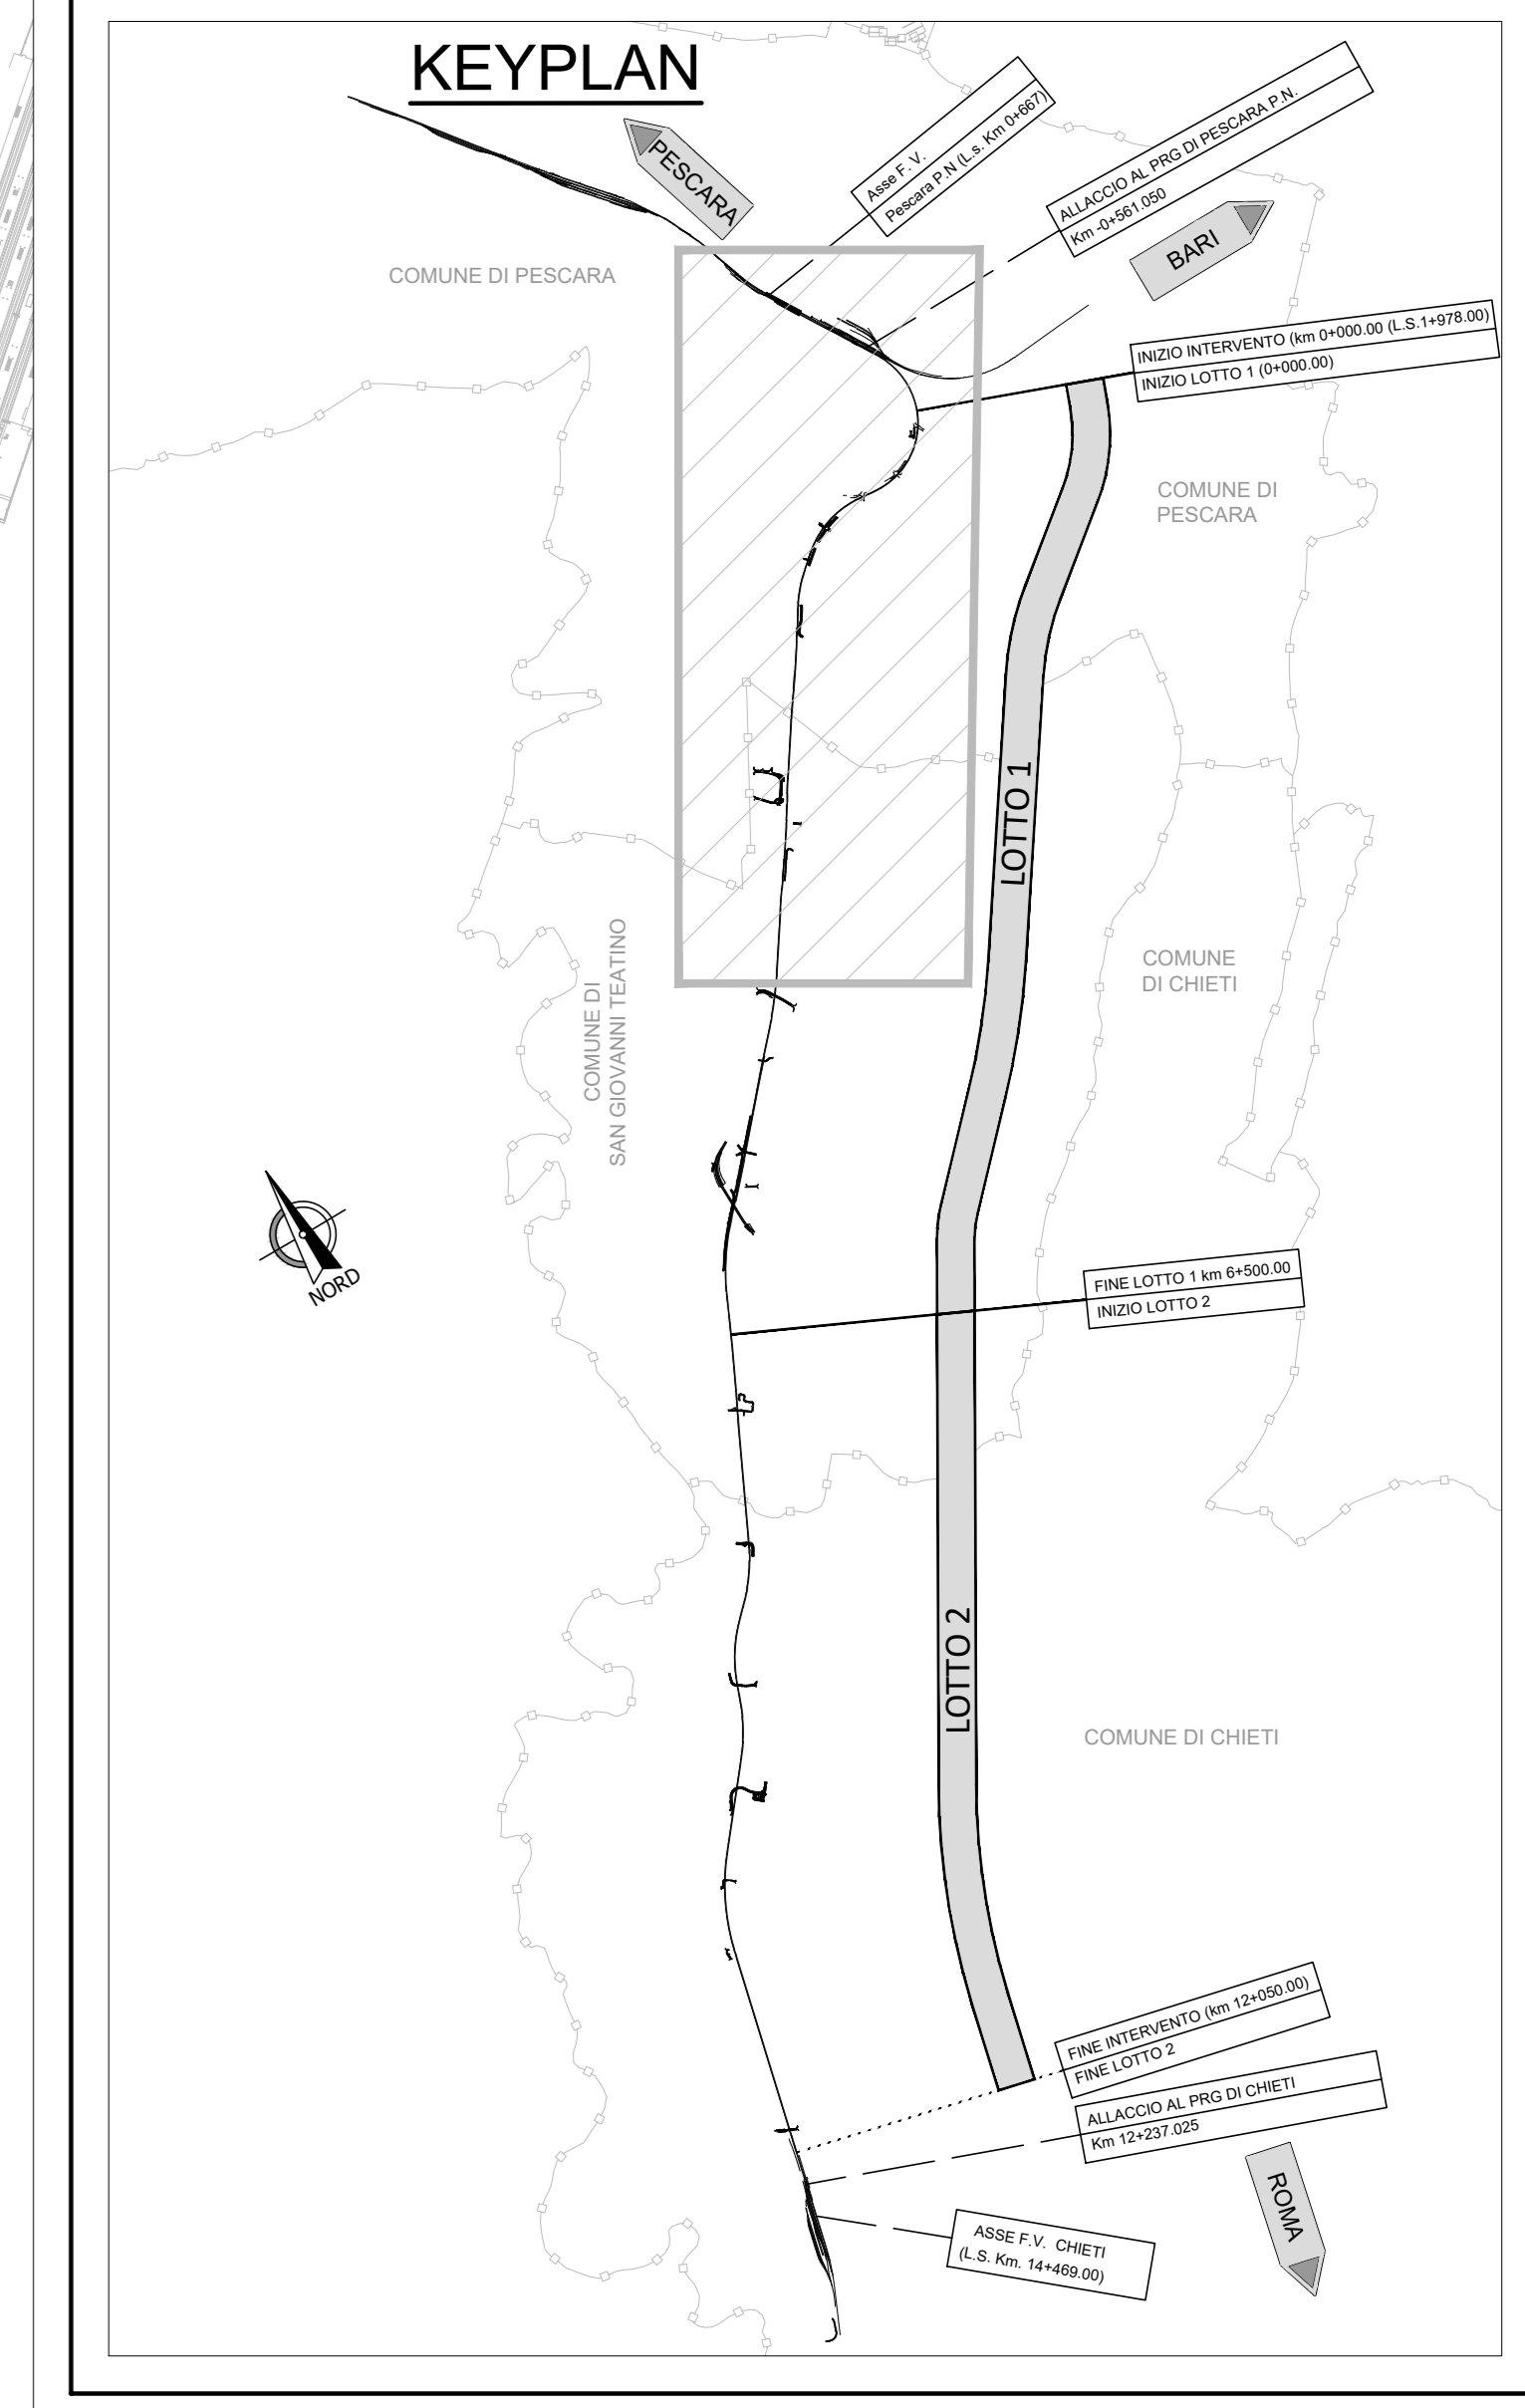 KEYPLAN
PESCARA
Asse F. V.
Pescara P.N (L.s. Km 0+667)
ALLACCIO AL PRG DI PESCARA P.N.
Km -0+561.050
BARI
COMUNE DI PESCARA
INIZIO INTERVENTO (km 0+000.00 (L.S.1+978.00)
INIZIO LOTTO 1 (0+000.00)
COMUNE DI
PESCARA
LOTTO 1
COMUNE DI
SAN GIOVANNI TEATINO
COMUNE
DI CHIETI
NORD
FINE LOTTO 1 km 6+500.00
INIZIO LOTTO 2
LOTTO 2
COMUNE DI CHIETI
FINE INTERVENTO (km 12+050.00)
FINE LOTTO 2
ALLACCIO AL PRG DI CHIETI
Km 12+237.025
ROMA
ASSE F.V. CHIETI
(L.S. Km. 14+469.00)